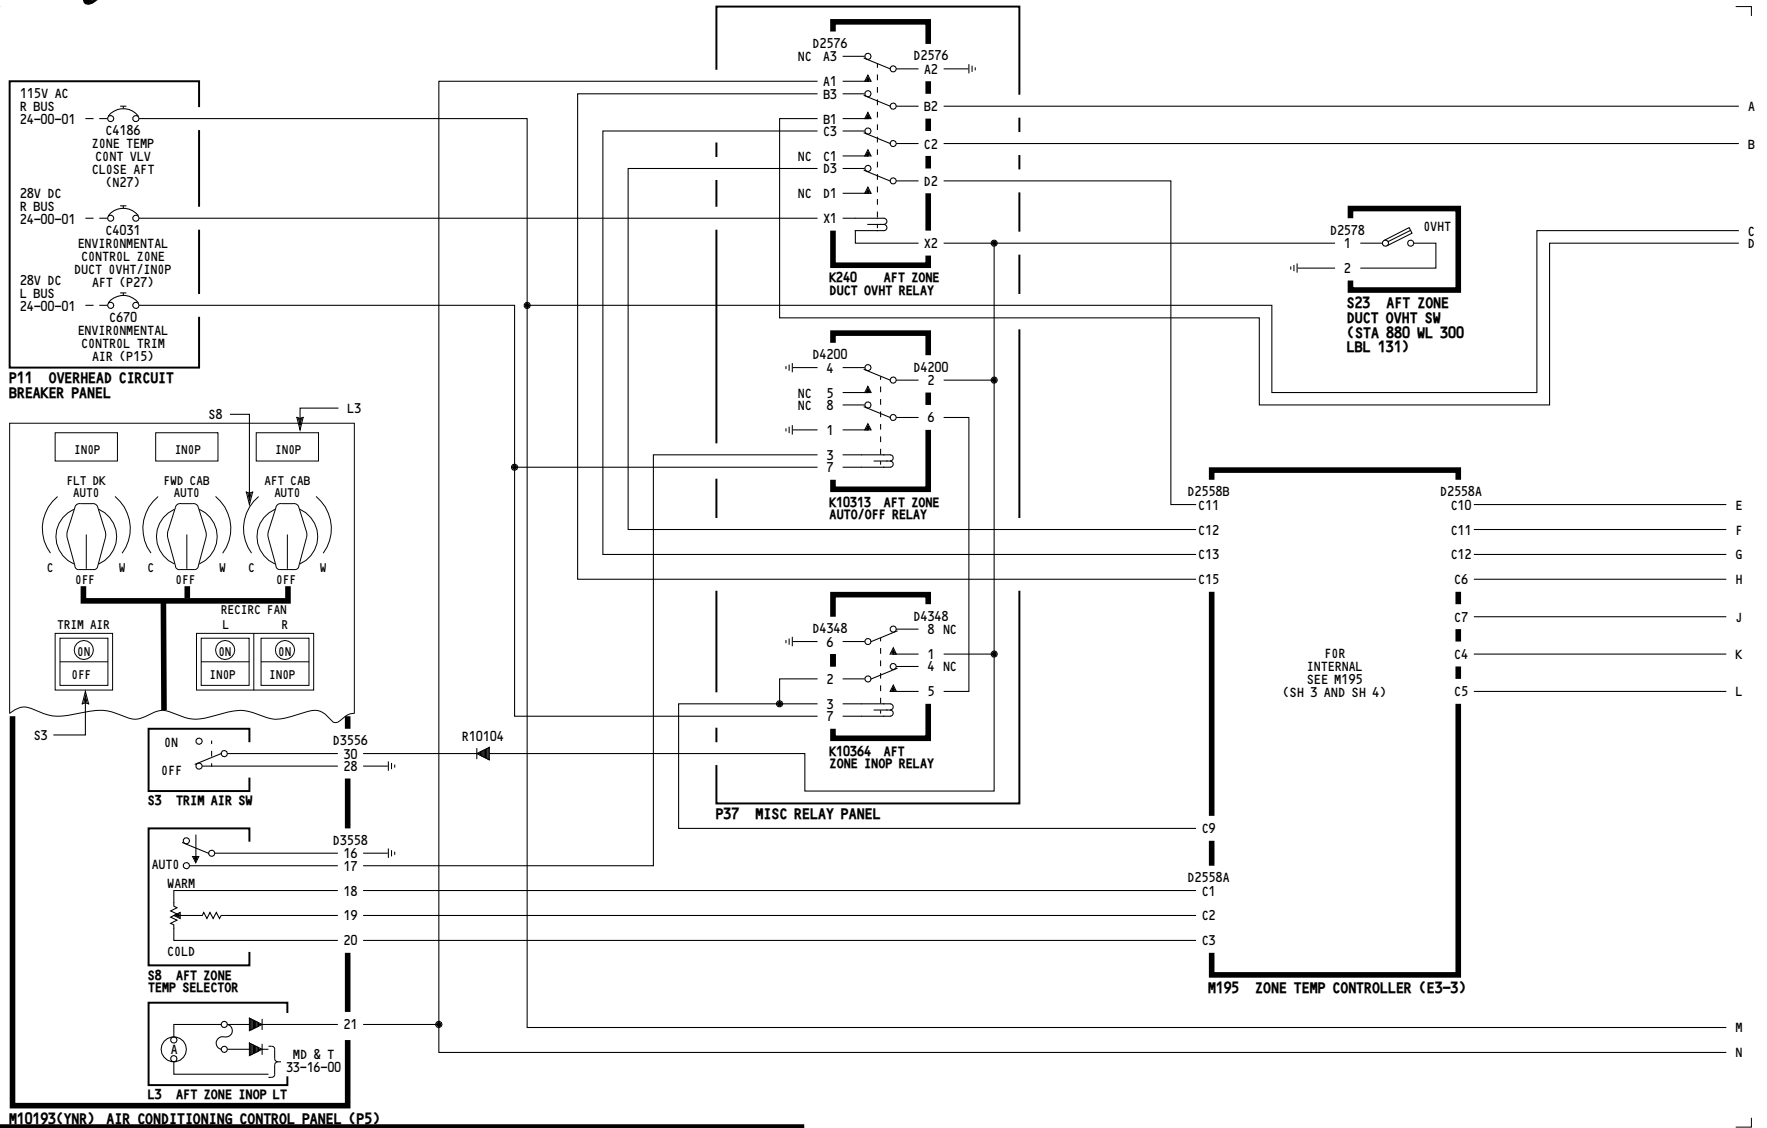 115V AC
R BUS
24-00-01
C4186
ZONE TEMP
CONT VLV
CLOSE AFT
(N27)
28V DC
R BUS
24-00-01
C4031
ENVIRONMENTAL
CONTROL ZONE
DUCT OVHT/INOP
AFT (P27)
28V DC
L BUS
24-00-01
C670
ENVIRONMENTAL
CONTROL TRIM
AIR (P15)
P11 OVERHEAD CIRCUIT
BREAKER PANEL
S8
L3
INOP
INOP
INOP
FLT DK
AUTO
FWD CAB
AUTO
AFT CAB
AUTO
C
W
C
W
C
W
OFF
OFF
OFF
RECIRC FAN
TRIM AIR
L
R
ON
OFF
ON
INOP
ON
INOP
S3
ON
OFF
D3556
30
28
S3 TRIM AIR SW
R10104
D3558
16
17
AUTO
WARM
18
19
20
COLD
S8 AFT ZONE
TEMP SELECTOR
21
A
MD & T
33-16-00
L3 AFT ZONE INOP LT
M10193(YNR) AIR CONDITIONING CONTROL PANEL (P5)
D2576
NC A3
D2576
A2
A1
B3
B2
B1
C3
C2
NC C1
D3
D2
NC D1
X1
X2
K240 AFT ZONE
DUCT OVHT RELAY
D4200
4
D4200
2
NC 5
NC 8
6
1
3
7
K10313 AFT ZONE
AUTO/OFF RELAY
D4348
6
D4348
8 NC
1
4 NC
2
5
3
7
K10364 AFT
ZONE INOP RELAY
P37 MISC RELAY PANEL
D2578
1
OVHT
2
S23 AFT ZONE
DUCT OVHT SW
(STA 880 WL 300
LBL 131)
D2558B
C11
C12
C13
C15
C9
D2558A
C1
C2
C3
D2558A
C10
C11
C12
C6
C7
C4
C5
FOR
INTERNAL
SEE M195
(SH 3 AND SH 4)
M195 ZONE TEMP CONTROLLER (E3-3)
A
B
C
D
E
F
G
H
J
K
L
M
N